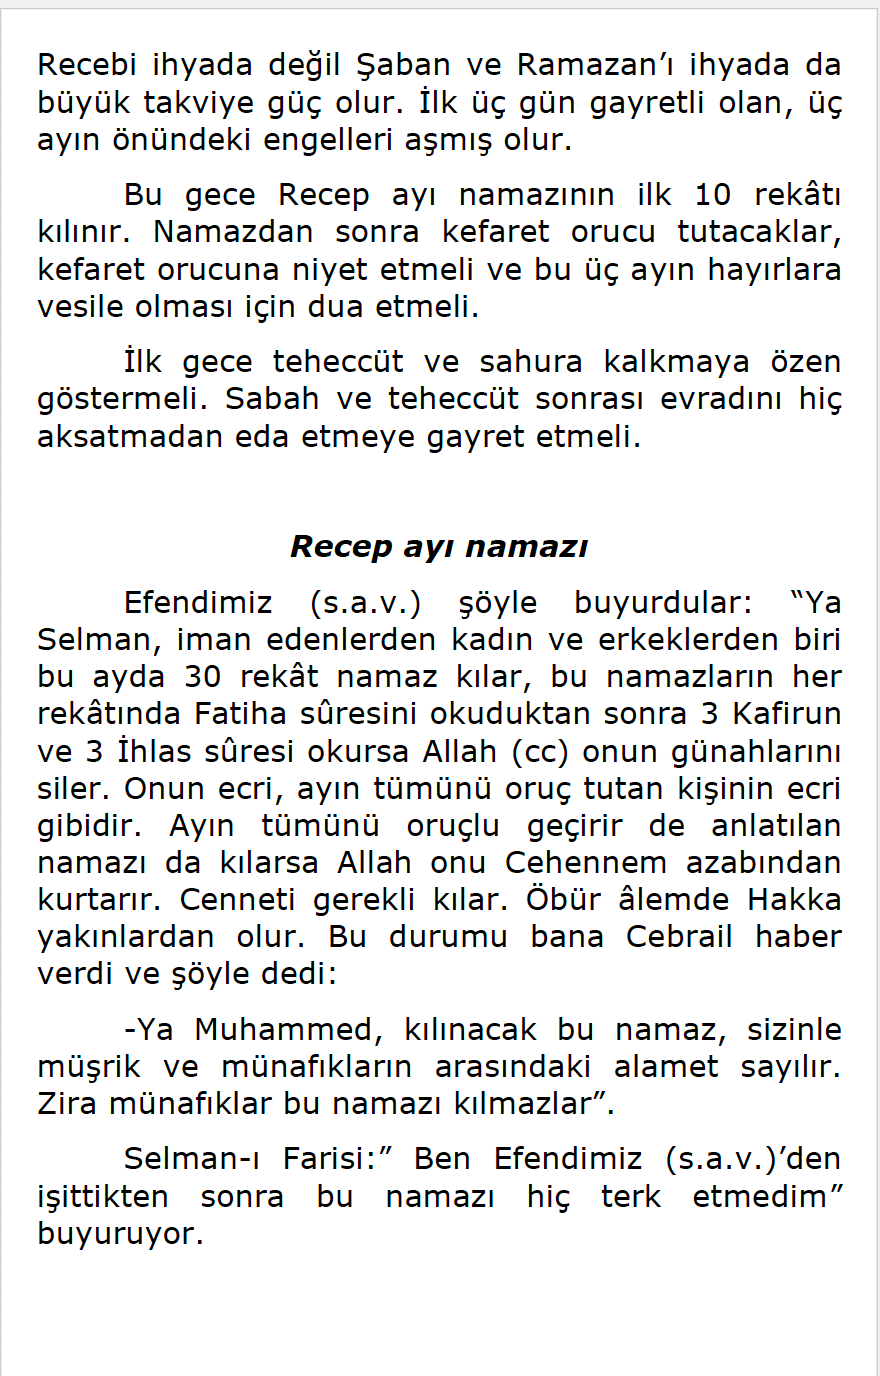 Recebi ihyada değil Şaban ve Ramazan’ı ihyada da
büyük takviye güç olur. İlk üç gün gayretli olan, üç
ayın önündeki engelleri aşmış olur.
Bu gece Recep ayı namazının ilk 10 rekâtı
kılınır. Namazdan sonra kefaret orucu tutacaklar,
kefaret orucuna niyet etmeli ve bu üç ayın hayırlara
vesile olması için dua etmeli.
İlk gece teheccüt ve sahura kalkmaya özen
göstermeli. Sabah ve teheccüt sonrası evradını hiç
aksatmadan eda etmeye gayret etmeli.
Recep ayı namazı
Efendimiz (s.a.v.) şöyle buyurdular: “Ya
Selman, iman edenlerden kadın ve erkeklerden biri
bu ayda 30 rekât namaz kılar, bu namazların her
rekâtında Fatiha sûresini okuduktan sonra 3 Kafirun
ve 3 İhlas sûresi okursa Allah (cc) onun günahlarını
siler. Onun ecri, ayın tümünü oruç tutan kişinin ecri
gibidir. Ayın tümünü oruçlu geçirir de anlatılan
namazı da kılarsa Allah onu Cehennem azabından
kurtarır. Cenneti gerekli kılar. Öbür âlemde Hakka
yakınlardan olur. Bu durumu bana Cebrail haber
verdi ve şöyle dedi:
-Ya Muhammed, kılınacak bu namaz, sizinle
müşrik ve münafıkların arasındaki alamet sayılır.
Zira münafıklar bu namazı kılmazlar”.
Selman-ı Farisi:” Ben Efendimiz (s.a.v.)’den
işittikten sonra bu namazı hiç terk etmedim”
buyuruyor.